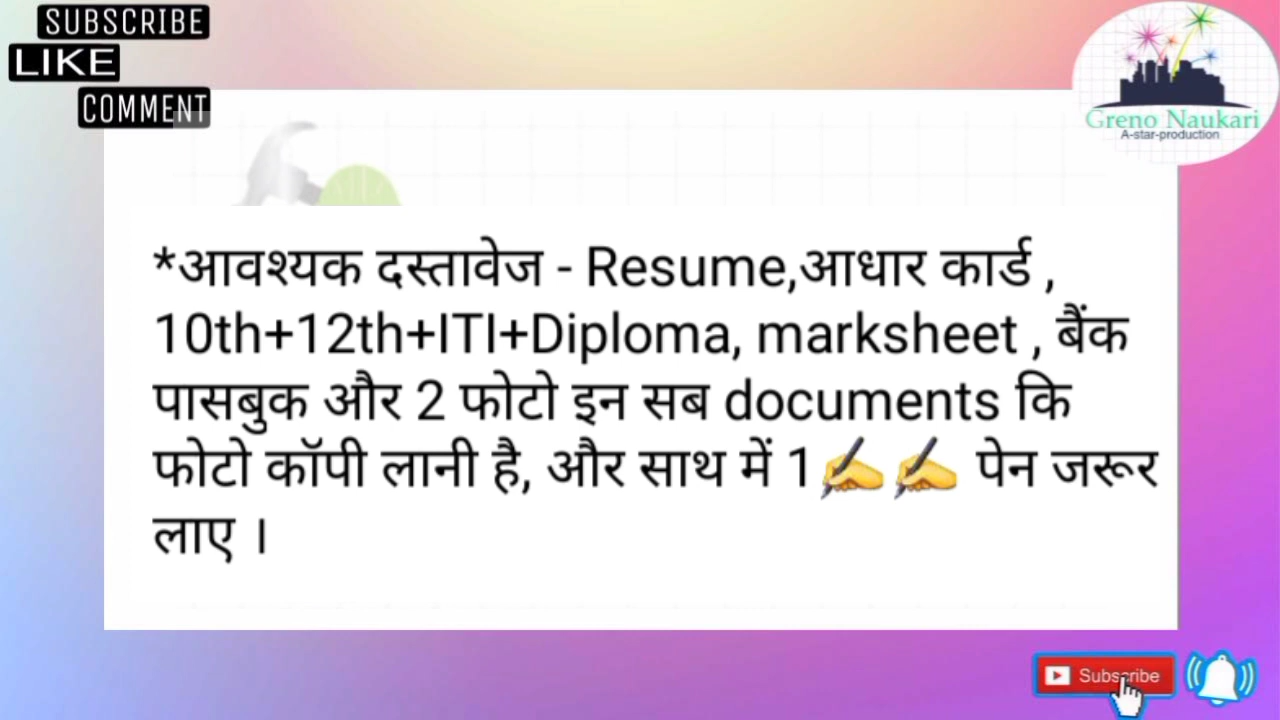 SUBSCRIBE
LIKE
COMMENT
Greno Naukari
A-star-production
*आवश्यक दस्तावेज - Resume,आधार कार्ड ,
10th+12th+ITI+Diploma, marksheet , बैंक
पासबुक और 2 फोटो इन सब documents कि
फोटो कॉपी लानी है, और साथ में 1✍️✍️ पेन जरूर
लाए ।
Subscribe